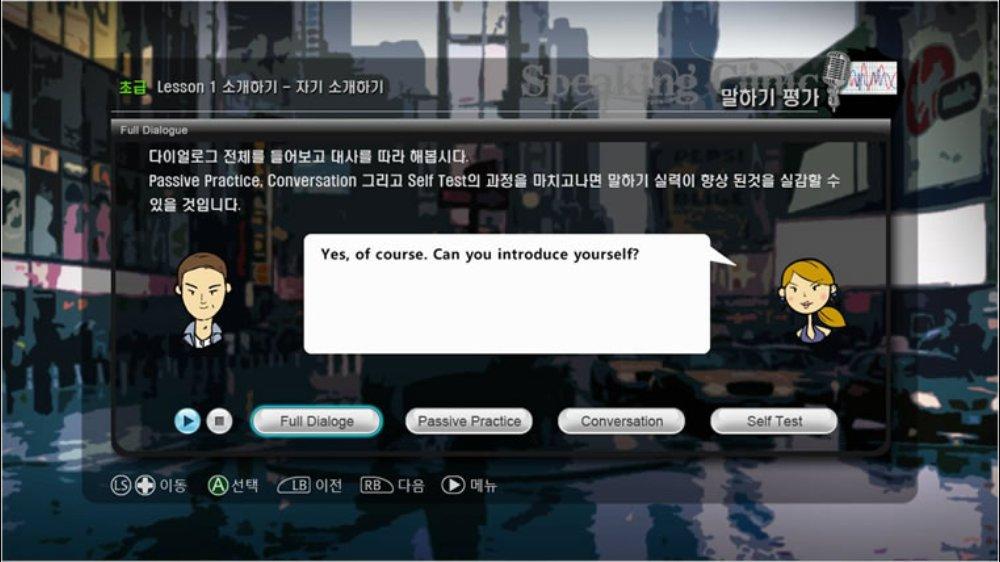 Speaking Clinic
초급 Lesson 1 소개하기 - 자기 소개하기
말하기 평가
Full Dialogue
다이얼로그 전체를 들어보고 대사를 따라 해봅시다.
Passive Practice, Conversation 그리고 Self Test의 과정을 마치고나면 말하기 실력이 향상 된것을 실감할 수
있을 것입니다.
PEPSI
Yes, of course. Can you introduce yourself?
Full Dialoge
Passive Practice
Conversation
Self Test
LS 이동 A 선택 LB 이전 RB 다음 메뉴